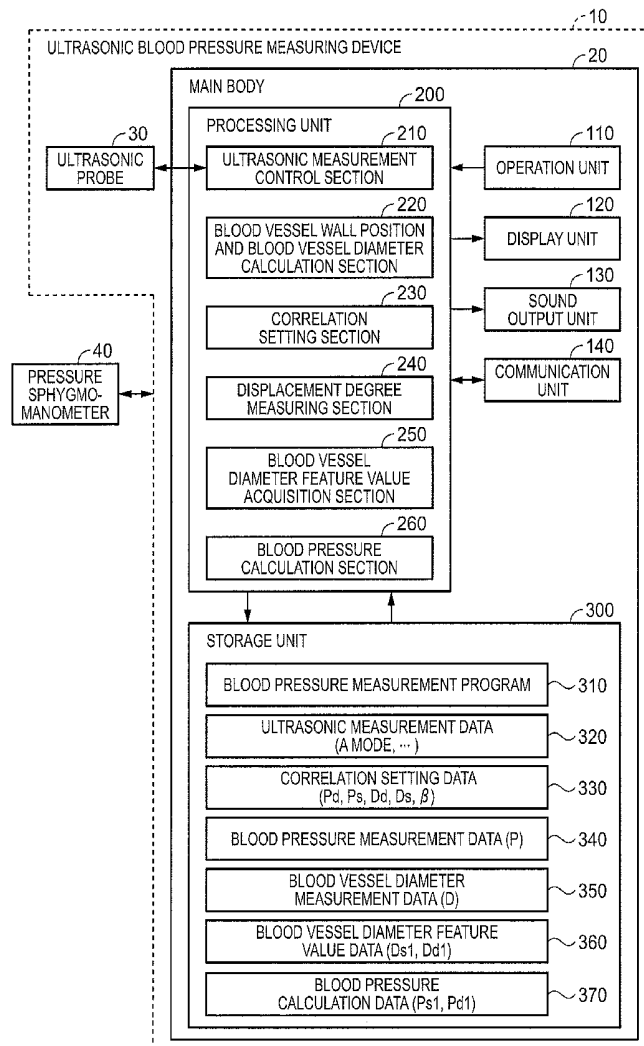 10
ULTRASONIC BLOOD PRESSURE MEASURING DEVICE
20
MAIN BODY
200
PROCESSING UNIT
30
ULTRASONIC
PROBE
210
ULTRASONIC MEASUREMENT
CONTROL SECTION
110
OPERATION UNIT
220
BLOOD VESSEL WALL POSITION
AND BLOOD VESSEL DIAMETER
CALCULATION SECTION
120
DISPLAY UNIT
230
CORRELATION
SETTING SECTION
130
SOUND
OUTPUT UNIT
40
PRESSURE
SPHYGMO-
MANOMETER
240
DISPLACEMENT DEGREE
MEASURING SECTION
140
COMMUNICATION
UNIT
250
BLOOD VESSEL
DIAMETER FEATURE VALUE
ACQUISITION SECTION
260
BLOOD PRESSURE
CALCULATION SECTION
300
STORAGE UNIT
BLOOD PRESSURE MEASUREMENT PROGRAM
310
ULTRASONIC MEASUREMENT DATA
(A MODE, ···)
320
CORRELATION SETTING DATA
(Pd, Ps, Dd, Ds, β)
330
BLOOD PRESSURE MEASUREMENT DATA (P)
340
BLOOD VESSEL DIAMETER
MEASUREMENT DATA (D)
350
BLOOD VESSEL DIAMETER FEATURE
VALUE DATA (Ds1, Dd1)
360
BLOOD PRESSURE
CALCULATION DATA (Ps1, Pd1)
370